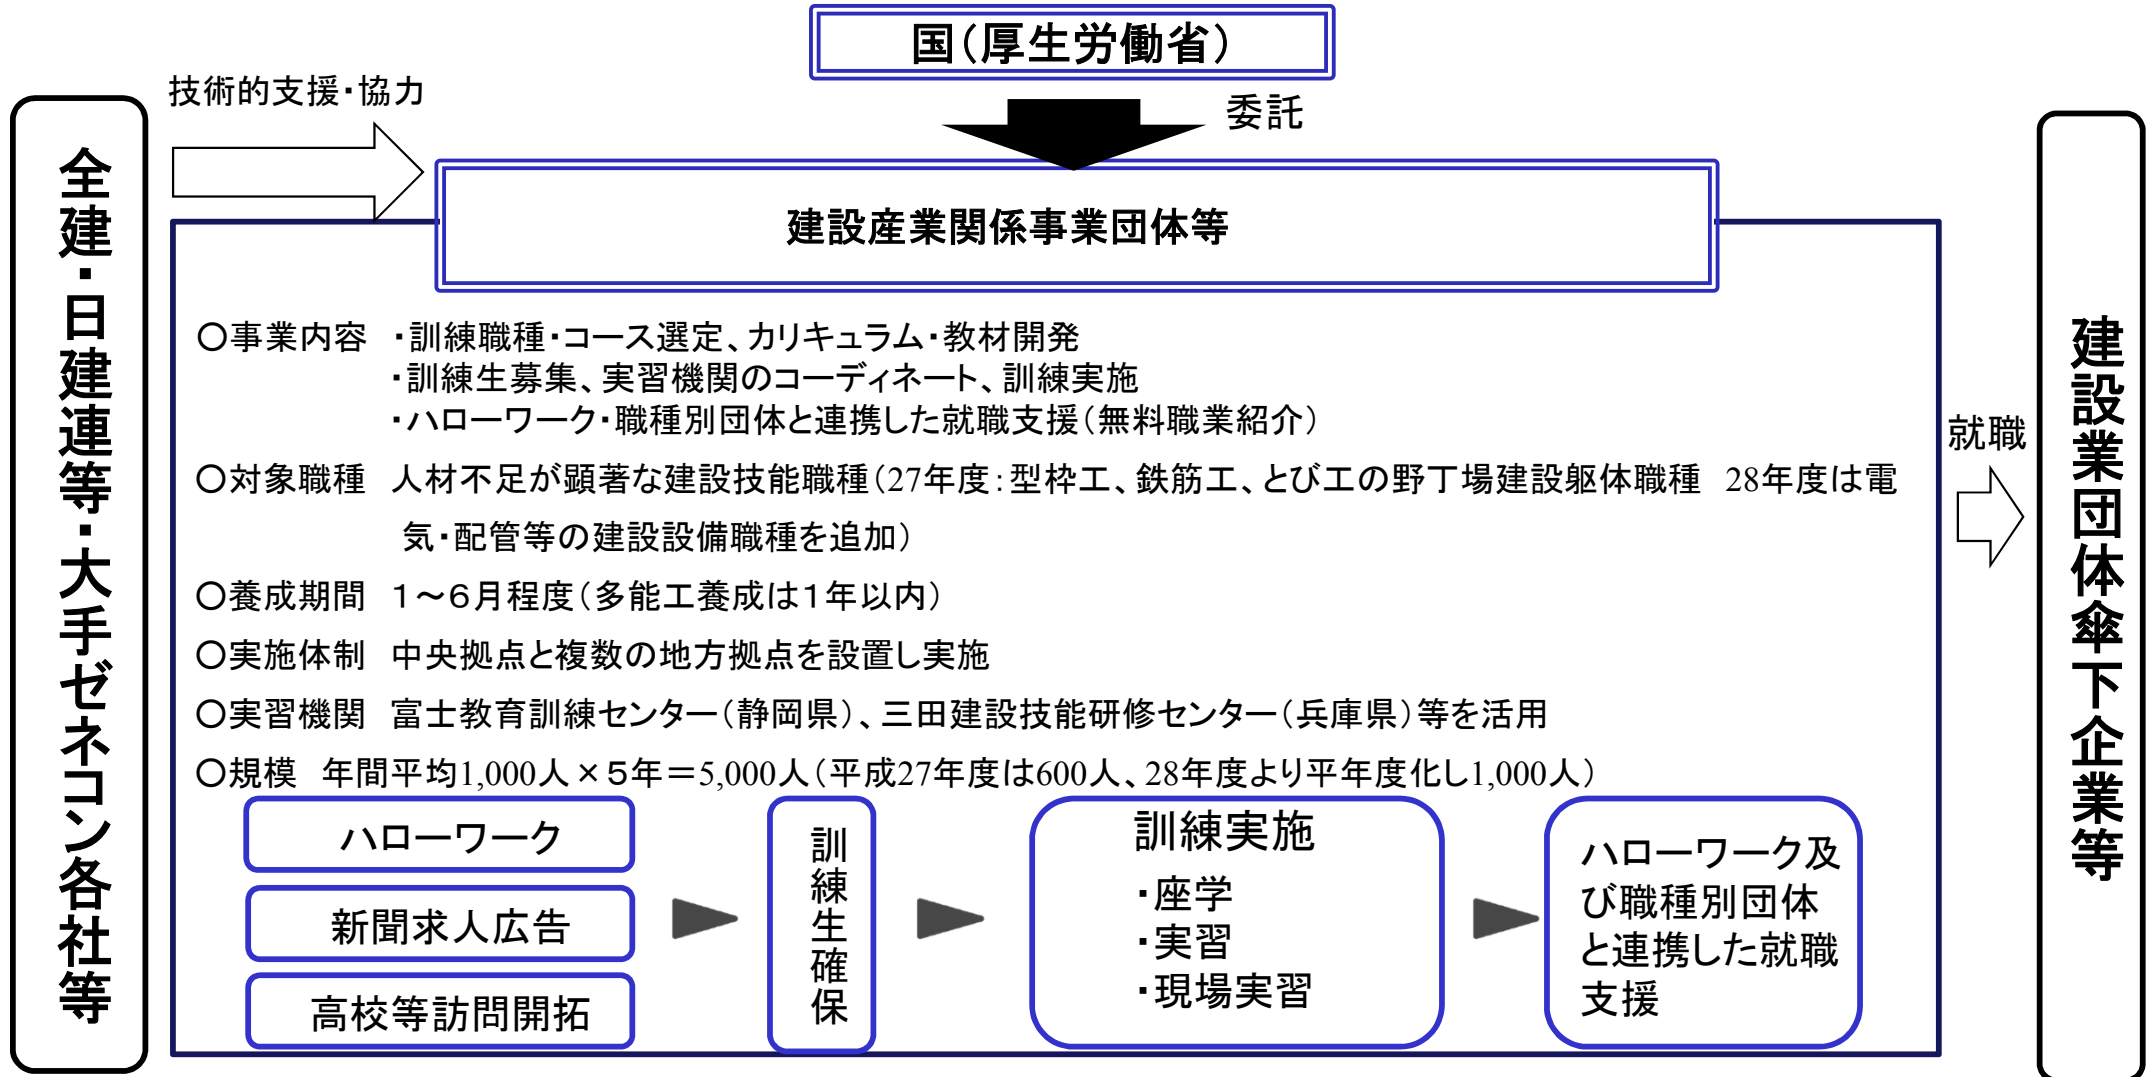 国（厚生労働省）
技術的支援・協力
委託
全建・日建連等・大手ゼネコン各社等
建設産業関係事業団体等
〇事業内容　・訓練職種・コース選定、カリキュラム・教材開発
・訓練生募集、実習機関のコーディネート、訓練実施
・ハローワーク・職種別団体と連携した就職支援（無料職業紹介）
〇対象職種　人材不足が顕著な建設技能職種（27年度：型枠工、鉄筋工、とび工の野丁場建設躯体職種　28年度は電
気・配管等の建設設備職種を追加）
〇養成期間　１～６月程度（多能工養成は１年以内）
〇実施体制　中央拠点と複数の地方拠点を設置し実施
〇実習機関　富士教育訓練センター（静岡県）、三田建設技能研修センター（兵庫県）等を活用
〇規模　年間平均1,000人×５年＝5,000人（平成27年度は600人、28年度より平年度化し1,000人）
ハローワーク
新聞求人広告
高校等訪問開拓
訓練生確保
訓練実施
・座学
・実習
・現場実習
ハローワーク及
び職種別団体
と連携した就職
支援
就職
建設業団体傘下企業等